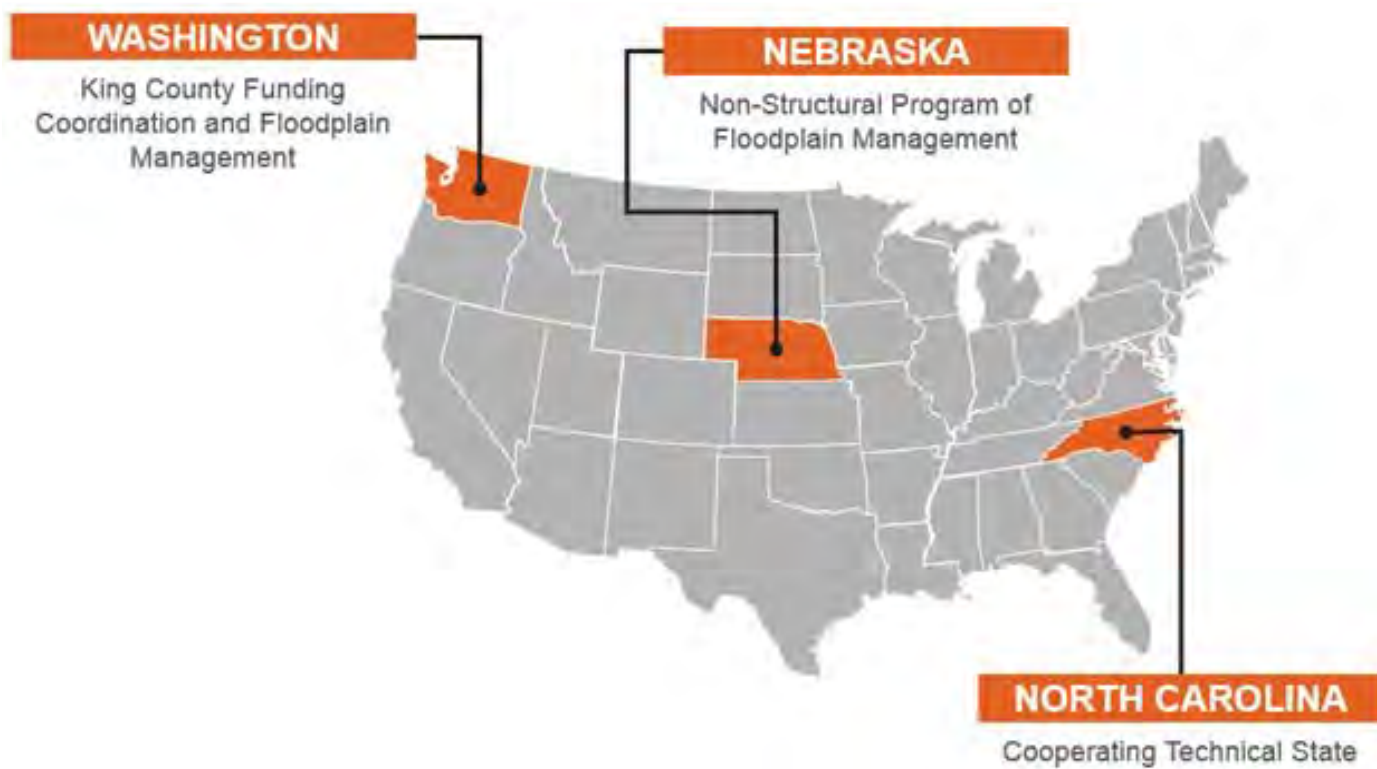 WASHINGTON
King County Funding
Coordination and Floodplain
Management
NEBRASKA
Non-Structural Program of
Floodplain Management
NORTH CAROLINA
Cooperating Technical State